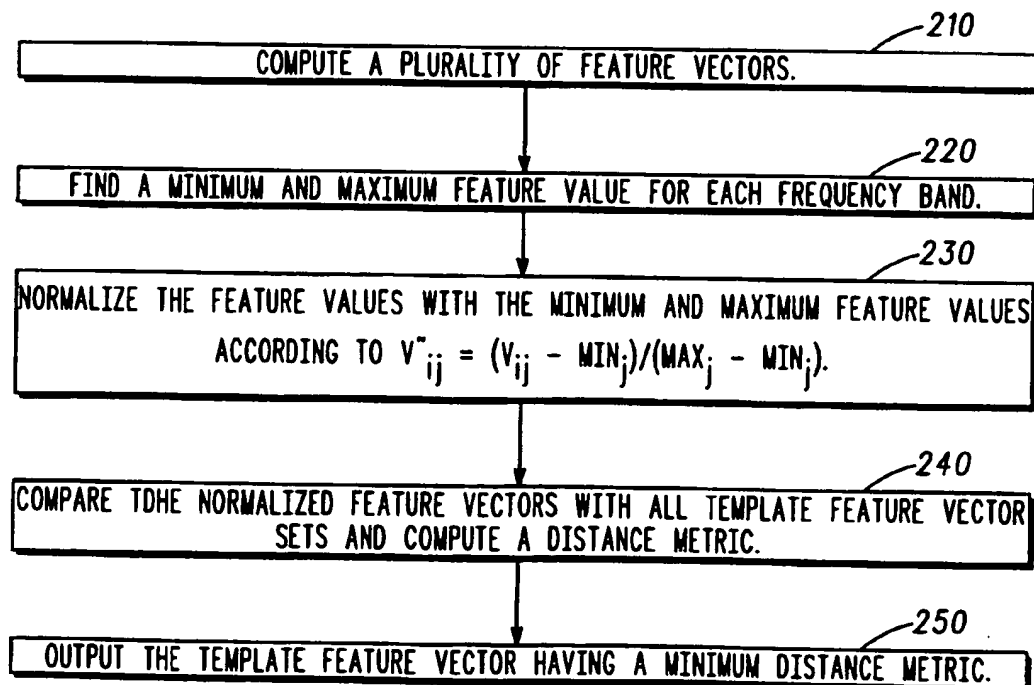 210
COMPUTE A PLURALITY OF FEATURE VECTORS.
220
FIND A MINIMUM AND MAXIMUM FEATURE VALUE FOR EACH FREQUENCY BAND.
230
NORMALIZE THE FEATURE VALUES WITH THE MINIMUM AND MAXIMUM FEATURE VALUES
ACCORDING TO V~ij = (Vij - MINj)/(MAXj - MINj).
240
COMPARE TDHE NORMALIZED FEATURE VECTORS WITH ALL TEMPLATE FEATURE VECTOR
SETS AND COMPUTE A DISTANCE METRIC.
250
OUTPUT THE TEMPLATE FEATURE VECTOR HAVING A MINIMUM DISTANCE METRIC.